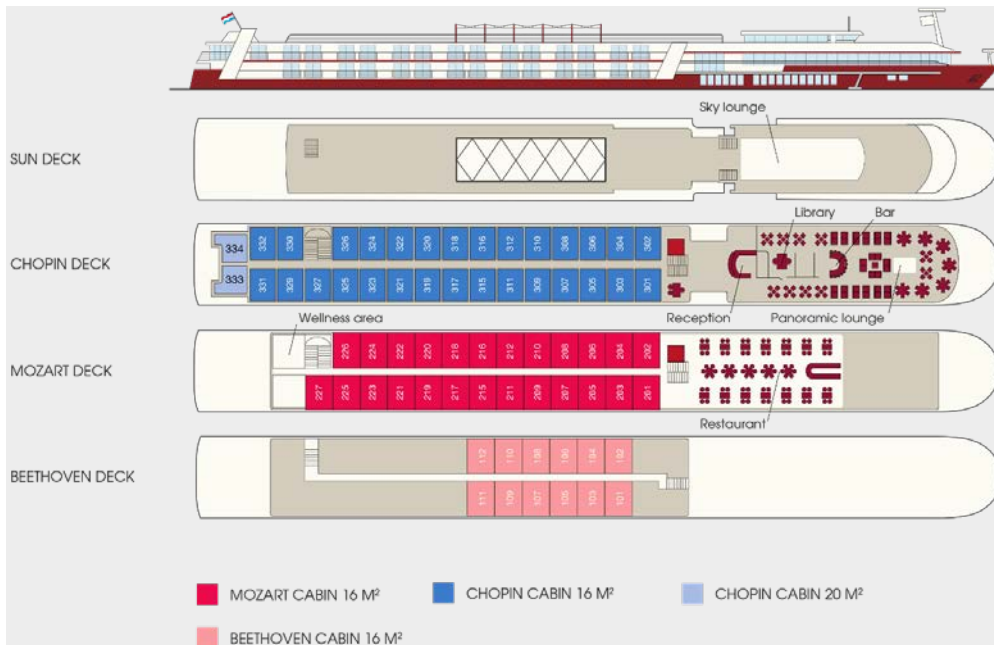 Sky lounge
SUN DECK
Library Bar
334 332 330 326 324 322 320 318 316 312 310 308 306 304 302
CHOPIN DECK
333 331 329 327 325 323 321 319 317 315 311 309 307 305 303 301
Wellness area Reception Panoramic lounge
226 224 222 220 218 216 212 210 208 206 204 202
MOZART DECK
227 225 223 221 219 217 215 211 209 207 205 203 201
Restaurant
112 110 108 106 104 102
BEETHOVEN DECK
111 109 107 105 103 101
MOZART CABIN 16 M² CHOPIN CABIN 16 M² CHOPIN CABIN 20 M²
BEETHOVEN CABIN 16 M²